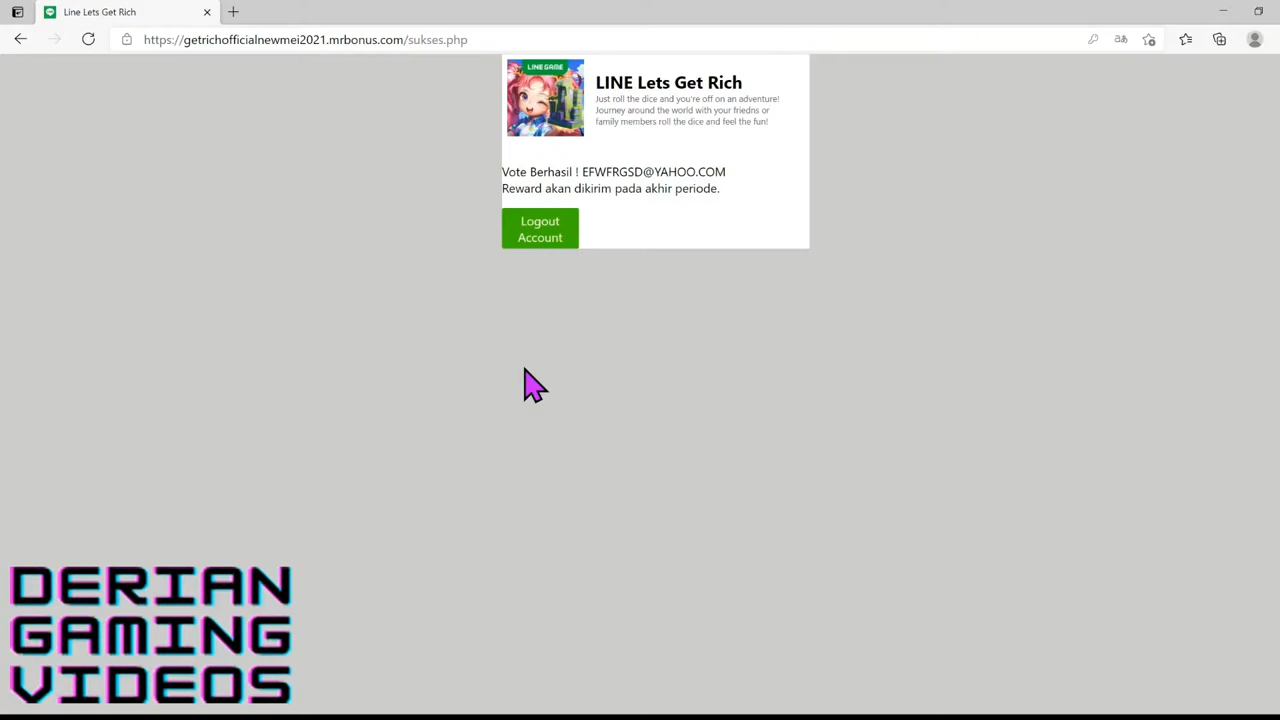 Line Lets Get Rich
https://getrichofficialnewmei2021.mrbonus.com/sukses.php
aあ
LINE GAME
LINE Lets Get Rich
Just roll the dice and you're off on an adventure!
Journey around the world with your friedns or
family members roll the dice and feel the fun!
Vote Berhasil ! EFWFRGSD@YAHOO.COM
Reward akan dikirim pada akhir periode.
Logout
Account
DERIAN
GAMING
VIDEOS